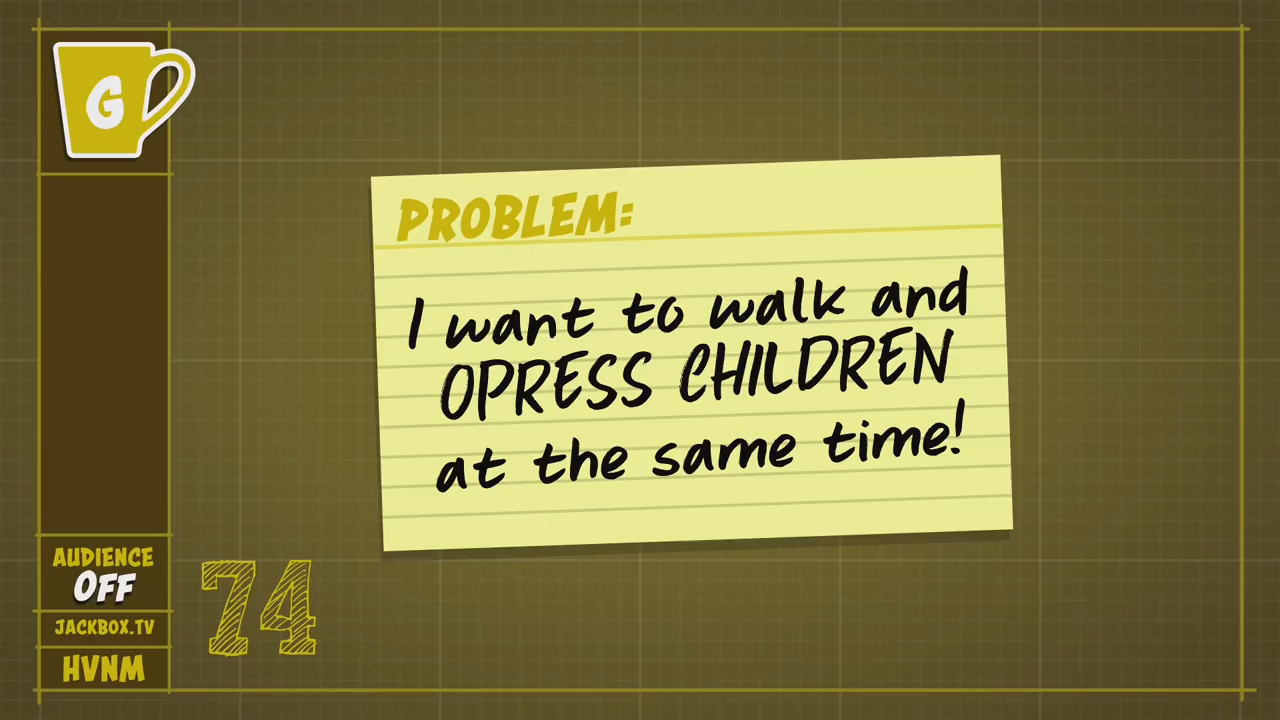 G
PROBLEM:
I want to walk and
OPRESS CHILDREN
at the same time!
AUDIENCE
OFF
JACKBOX.TV
HVNM
74